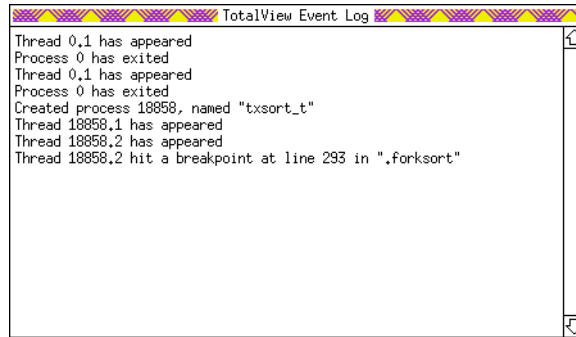 TotalView Event Log
Thread 0.1 has appeared
Process 0 has exited
Thread 0.1 has appeared
Process 0 has exited
Created process 18858, named "txsort_t"
Thread 18858.1 has appeared
Thread 18858.2 has appeared
Thread 18858.2 hit a breakpoint at line 293 in ".forksort"